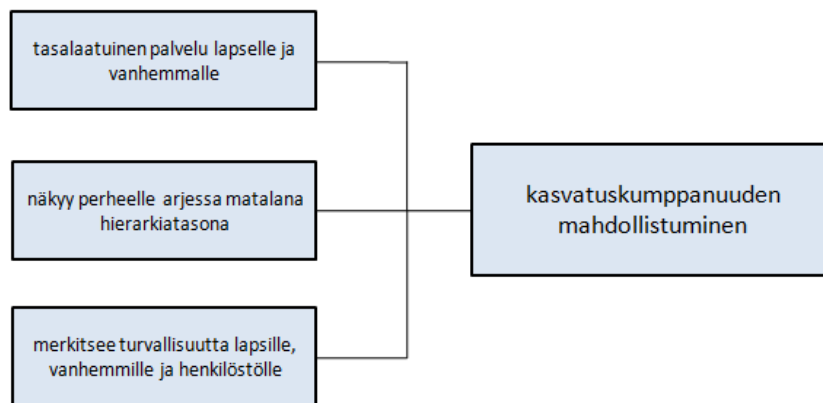 tasalaatuinen palvelu lapselle ja
vanhemmalle
näkyy perheelle arjessa matalana
hierarkiatasona
merkitsee turvallisuutta lapsille,
vanhemmille ja henkilöstölle
kasvatuskumppanuuden
mahdollistuminen